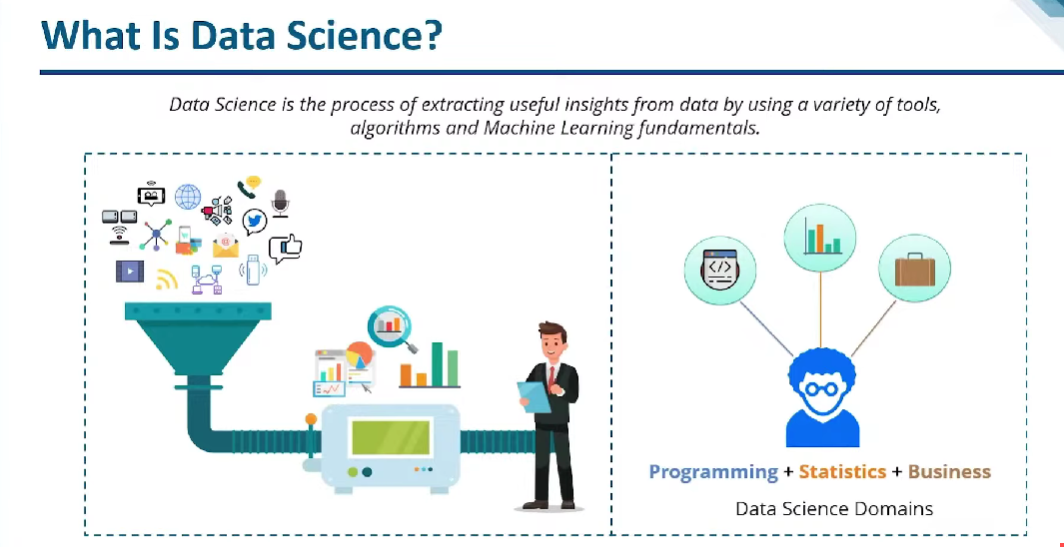 What Is Data Science?
Data Science is the process of extracting useful insights from data by using a variety of tools,
algorithms and Machine Learning fundamentals.
Programming + Statistics + Business
Data Science Domains